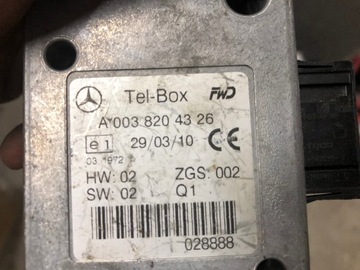 Tel-Box FWD
A 003 820 43 26
e1 29/03/10 CE
03 1972
HW: 02 ZGS: 002
SW: 02 Q1
028888